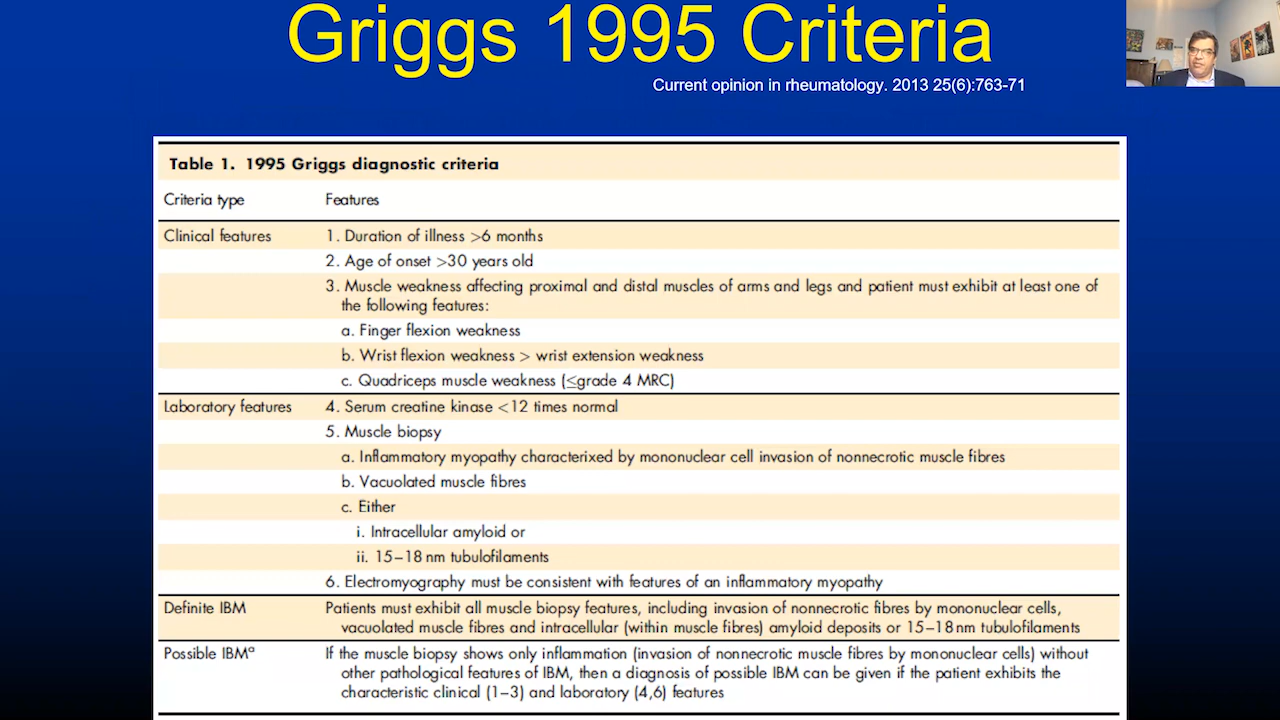 Griggs 1995 Criteria
Current opinion in rheumatology. 2013 25(6):763-71
Table 1. 1995 Griggs diagnostic criteria
Criteria type Features
Clinical features 1. Duration of illness >6 months
2. Age of onset >30 years old
3. Muscle weakness affecting proximal and distal muscles of arms and legs and patient must exhibit at least one of
the following features:
a. Finger flexion weakness
b. Wrist flexion weakness > wrist extension weakness
c. Quadriceps muscle weakness (≤grade 4 MRC)
Laboratory features 4. Serum creatine kinase <12 times normal
5. Muscle biopsy
a. Inflammatory myopathy characterixed by mononuclear cell invasion of nonnecrotic muscle fibres
b. Vacuolated muscle fibres
c. Either
i. Intracellular amyloid or
ii. 15–18 nm tubulofilaments
6. Electromyography must be consistent with features of an inflammatory myopathy
Definite IBM Patients must exhibit all muscle biopsy features, including invasion of nonnecrotic fibres by mononuclear cells,
vacuolated muscle fibres and intracellular (within muscle fibres) amyloid deposits or 15–18 nm tubulofilaments
Possible IBMᵃ If the muscle biopsy shows only inflammation (invasion of nonnecrotic muscle fibres by mononuclear cells) without
other pathological features of IBM, then a diagnosis of possible IBM can be given if the patient exhibits the
characteristic clinical (1–3) and laboratory (4,6) features